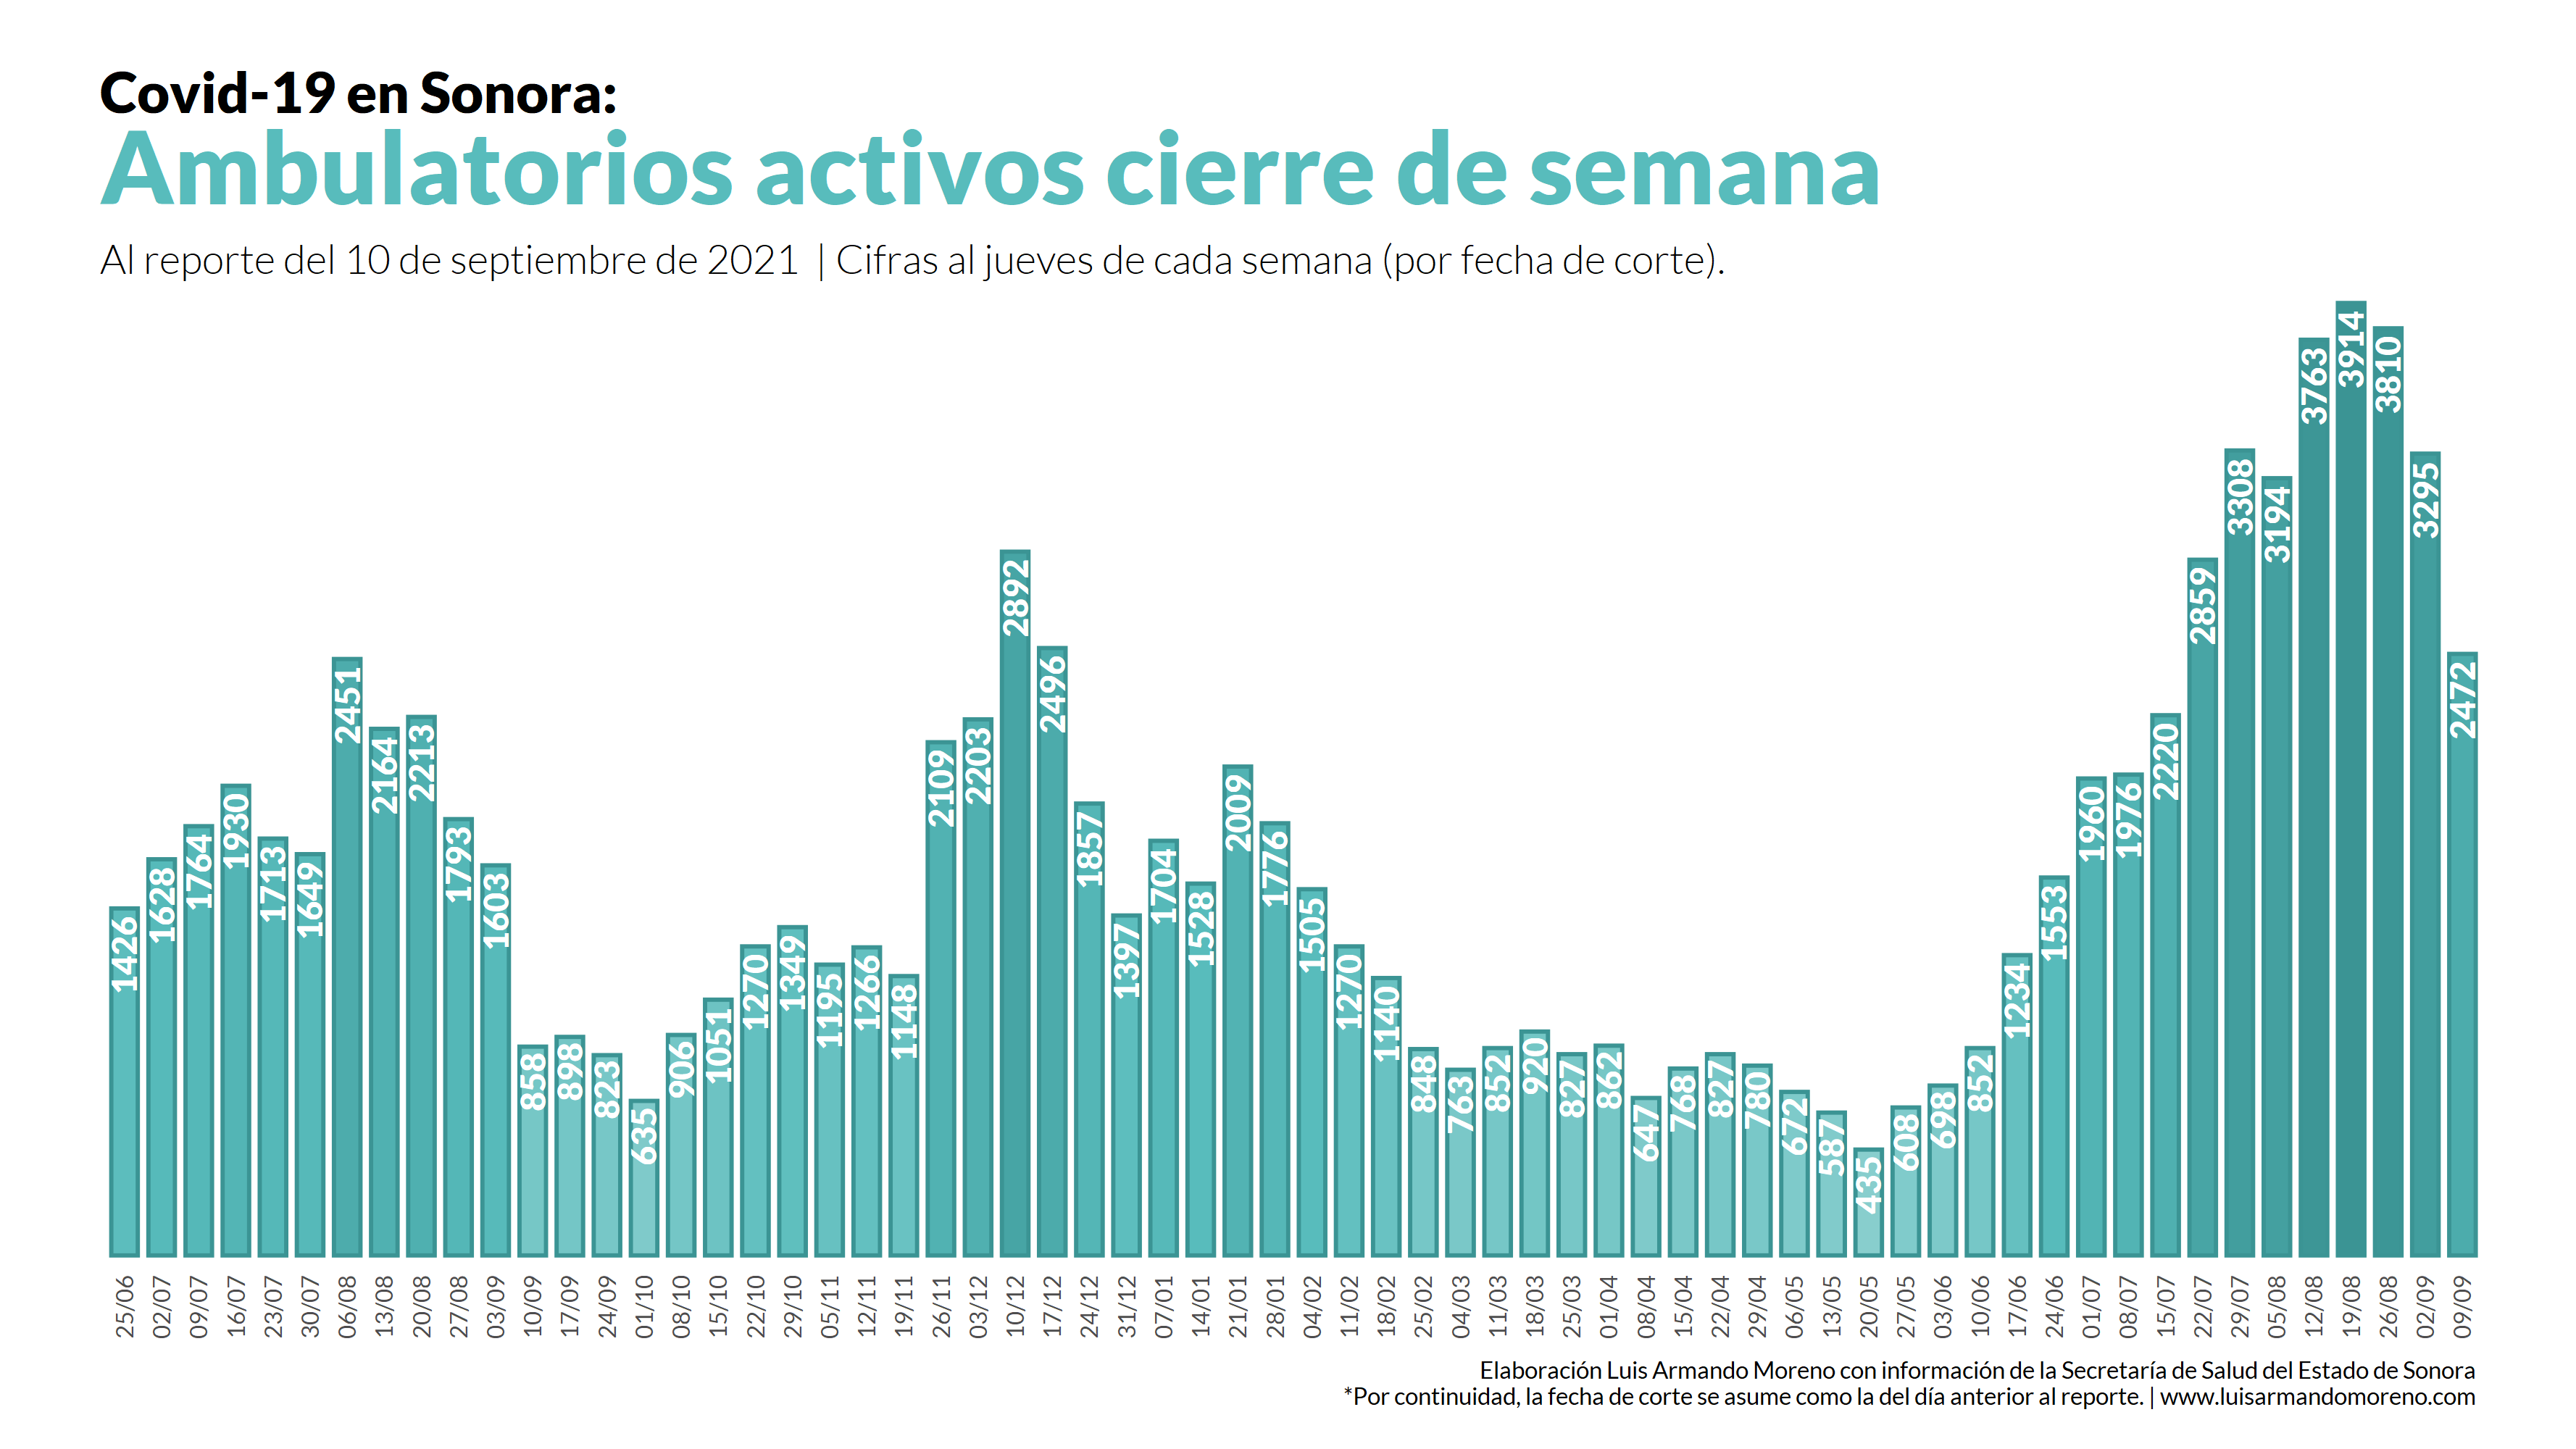 Covid-19 en Sonora:
Ambulatorios activos cierre de semana
Al reporte del 10 de septiembre de 2021 | Cifras al jueves de cada semana (por fecha de corte).
1426 1628 1764 1930 1713 1649 2451 2164 2213 1793 1603 858 898 823 635 906 1051 1270 1349 1195 1266 1148 2109 2203 2892 2496 1857 1397 1704 1528 2009 1776 1505 1270 1140 848 763 852 920 827 862 647 768 827 780 672 587 435 608 698 852 1234 1553 1960 1976 2220 2859 3308 3194 3763 3914 3810 3295 2472
25/06 02/07 09/07 16/07 23/07 30/07 06/08 13/08 20/08 27/08 03/09 10/09 17/09 24/09 01/10 08/10 15/10 22/10 29/10 05/11 12/11 19/11 26/11 03/12 10/12 17/12 24/12 31/12 07/01 14/01 21/01 28/01 04/02 11/02 18/02 25/02 04/03 11/03 18/03 25/03 01/04 08/04 15/04 22/04 29/04 06/05 13/05 20/05 27/05 03/06 10/06 17/06 24/06 01/07 08/07 15/07 22/07 29/07 05/08 12/08 19/08 26/08 02/09 09/09
Elaboración Luis Armando Moreno con información de la Secretaría de Salud del Estado de Sonora
*Por continuidad, la fecha de corte se asume como la del día anterior al reporte. | www.luisarmandomoreno.com